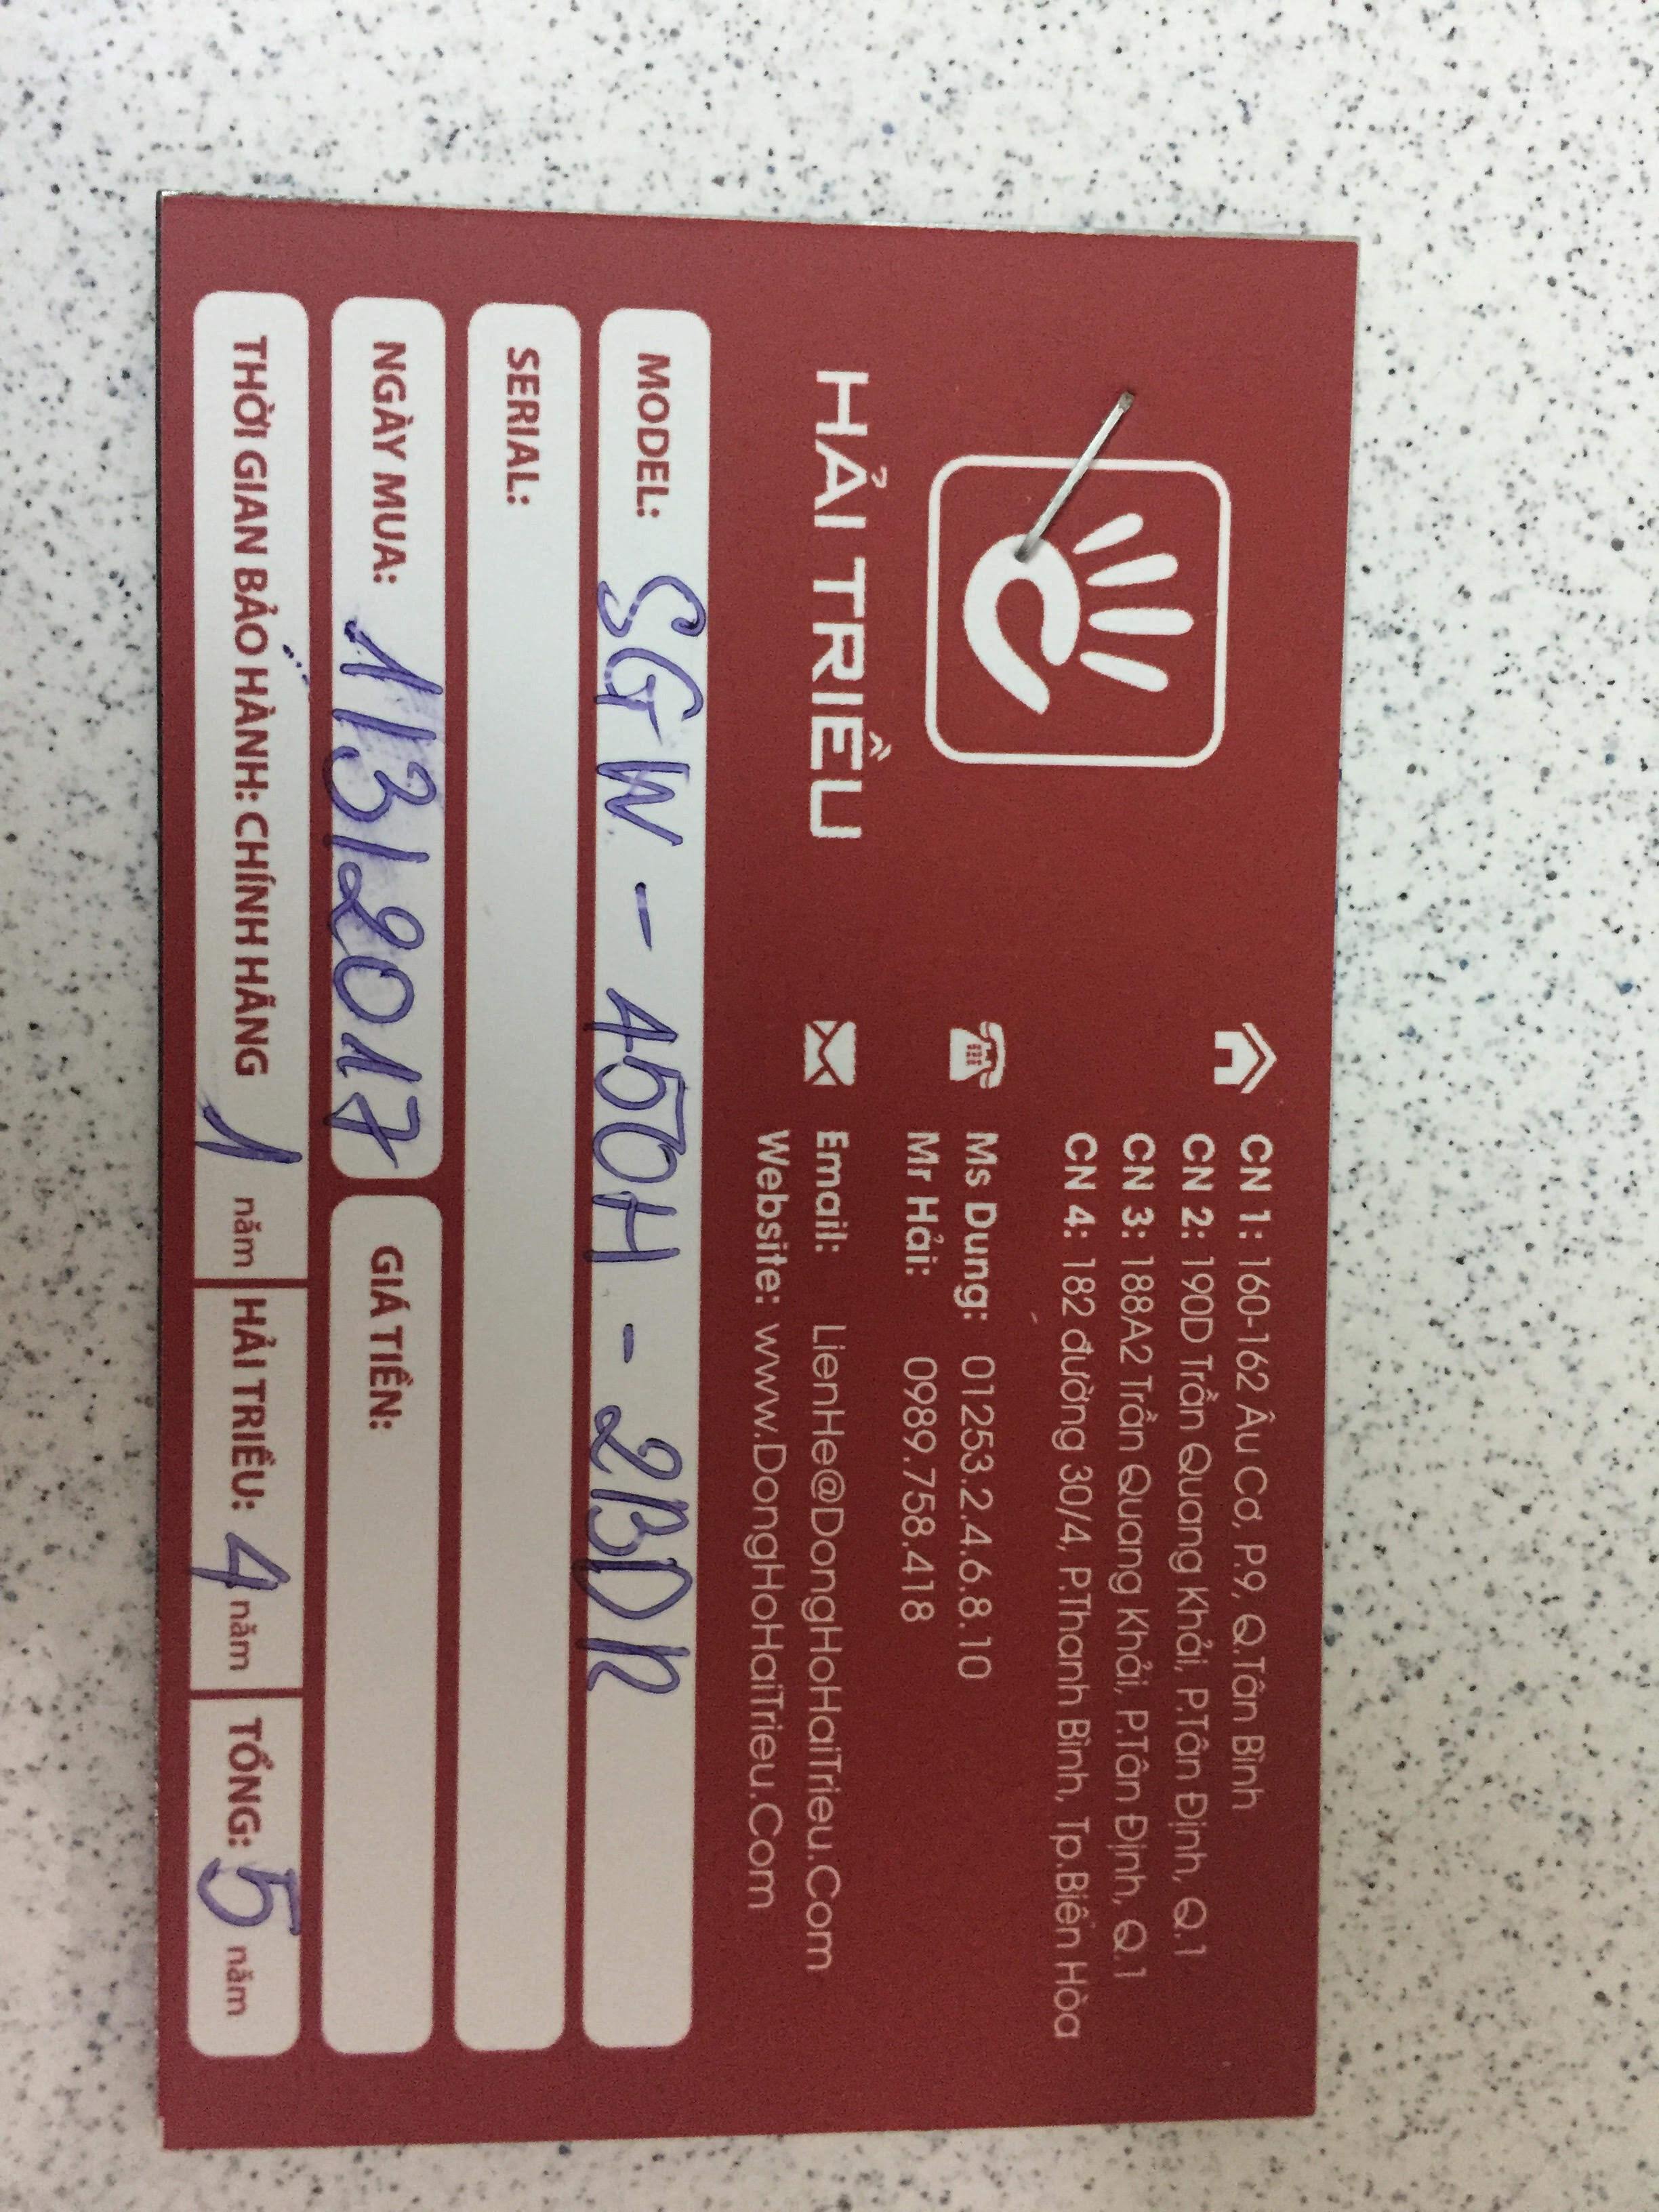 HẢI TRIỀU
CN 1: 160-162 Âu Cơ, P.9, Q.Tân Bình
CN 2: 190D Trần Quang Khải, P.Tân Định, Q.1
CN 3: 188A2 Trần Quang Khải, P.Tân Định, Q.1
CN 4: 182 đường 30/4, P.Thanh Bình, Tp.Biên Hòa
Ms Dung: 01253.2.4.6.8.10
Mr Hải: 0989.758.418
Email: LienHe@DongHoHaiTrieu.Com
Website: www.DongHoHaiTrieu.Com
MODEL: SGW - 450H - 2BDR
SERIAL:
NGÀY MUA: 1/3/2017 GIÁ TIỀN:
THỜI GIAN BẢO HÀNH: CHÍNH HÃNG 1 năm HẢI TRIỀU: 4 năm TỔNG: 5 năm